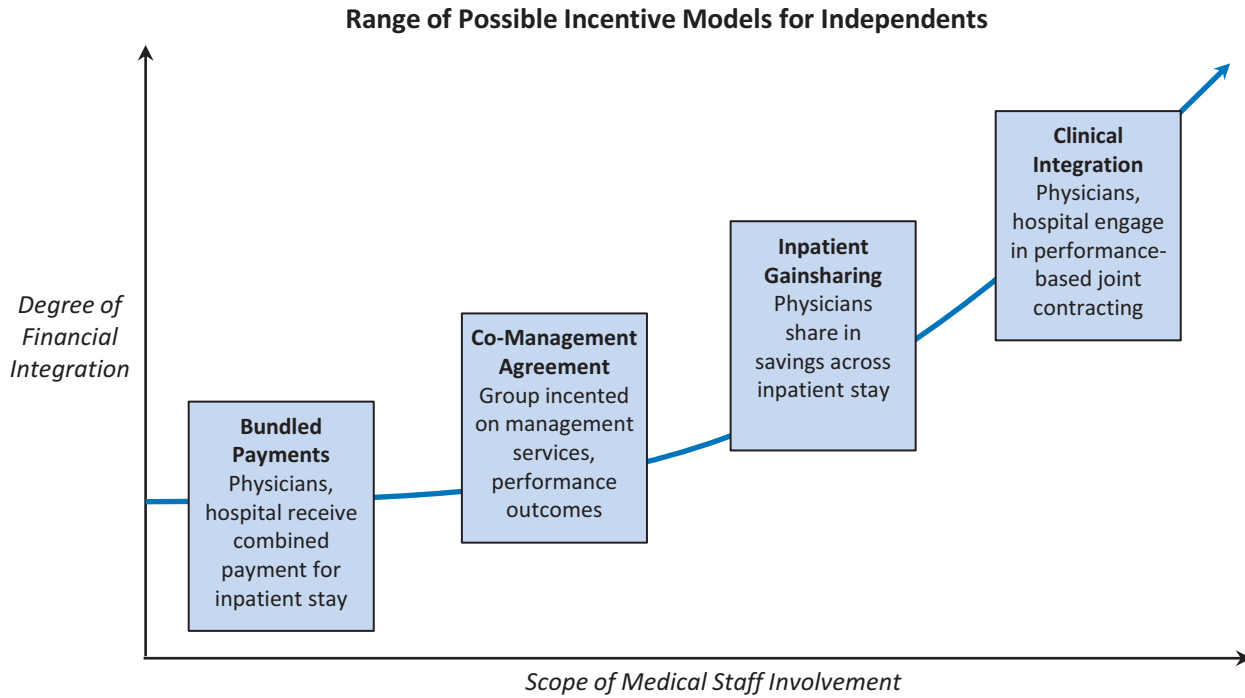 Range of Possible Incentive Models for Independents
Degree of
Financial
Integration
Bundled
Payments
Physicians,
hospital receive
combined
payment for
inpatient stay
Co-Management
Agreement
Group incented
on management
services,
performance
outcomes
Inpatient
Gainsharing
Physicians
share in
savings across
inpatient stay
Clinical
Integration
Physicians,
hospital engage
in performance-
based joint
contracting
Scope of Medical Staff Involvement